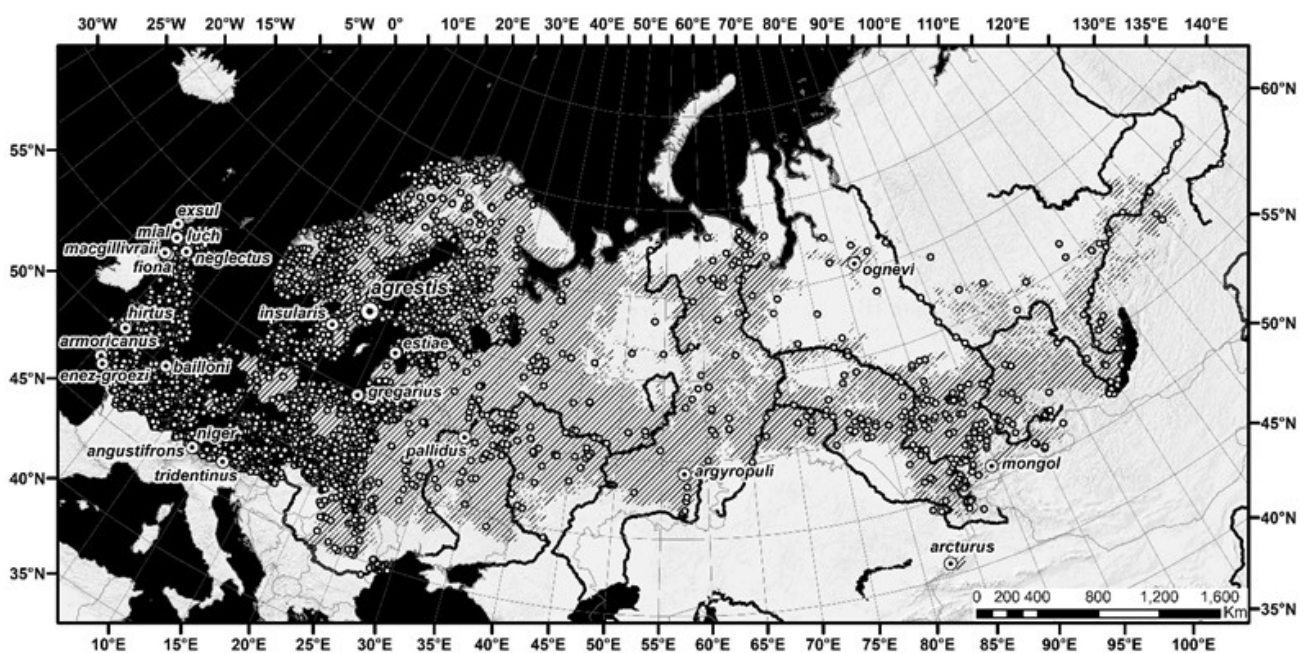 30°W 25°W 20°W 15°W 5°W 0° 10°E 20°E 30°E 40°E 50°E 60°E 70°E 80°E 90°E 100°E 110°E 120°E 130°E 135°E 140°E
60°N
55°N
55°N
exsul
mial luch
macgillivraii neglectus
fiona
ognevi
50°N
agrestis
insularis
hirtus
50°N
armoricanus
estiae
enez-groezi bailloni
45°N
gregarius
45°N
niger
pallidus
angustifrons
mongol
argyropuli
tridentinus
40°N
40°N
arcturus
35°N
0 200 400 800 1,200 1,600
Km
35°N
10°E 15°E 20°E 25°E 30°E 35°E 40°E 45°E 50°E 55°E 60°E 65°E 70°E 75°E 80°E 85°E 90°E 95°E 100°E